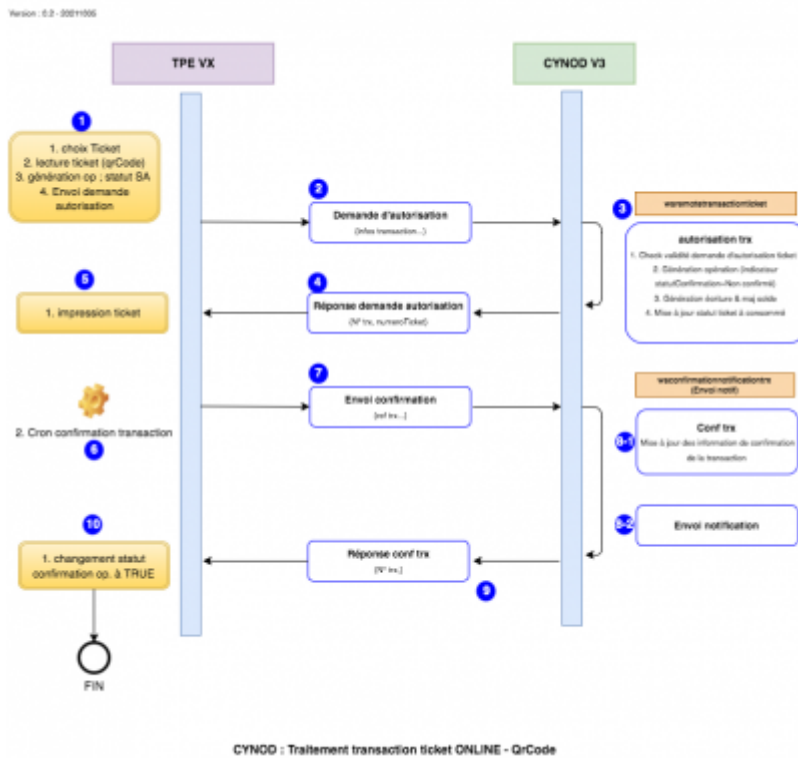 Version : 0.2 -
TPE VX
CYNOD V3
1
1. choix Ticket
2. lecture ticket (qrCode)
3. génération op ; statut BA
4. Envoi demande
autorisation
2
Demande d'autorisation
(Infos transaction...)
3
wsremotetransactionticket
autorisation trx
1. Check validité demande d'autorisation ticket
2. Génération opération (indicateur
statutConfirmation=Non confirmé)
3. Génération écriture & maj solde
4. Mise à jour statut ticket à consommé
4
Réponse demande autorisation
(N° trx, numeroTicket)
5
1. impression ticket
7
Envoi confirmation
(ref trx...)
wsconfirmationnotificationtrx
(Envoi notif)
2. Cron confirmation transaction
6
8-1
Conf trx
Mise à jour des information de confirmation
de la transaction
8-2
Envoi notification
10
1. changement statut
confirmation op. à TRUE
Réponse conf trx
(N° trx,)
9
FIN
CYNOD : Traitement transaction ticket ONLINE - QrCode